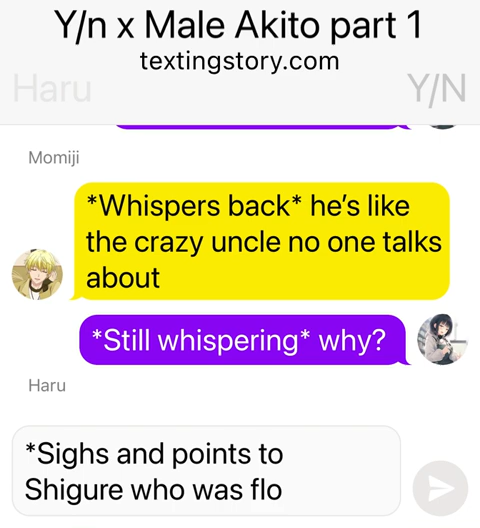 Y/n x Male Akito part 1
textingstory.com
Haru
Y/N
Momiji
*Whispers back* he’s like
the crazy uncle no one talks
about
*Still whispering* why?
Haru
*Sighs and points to
Shigure who was flo